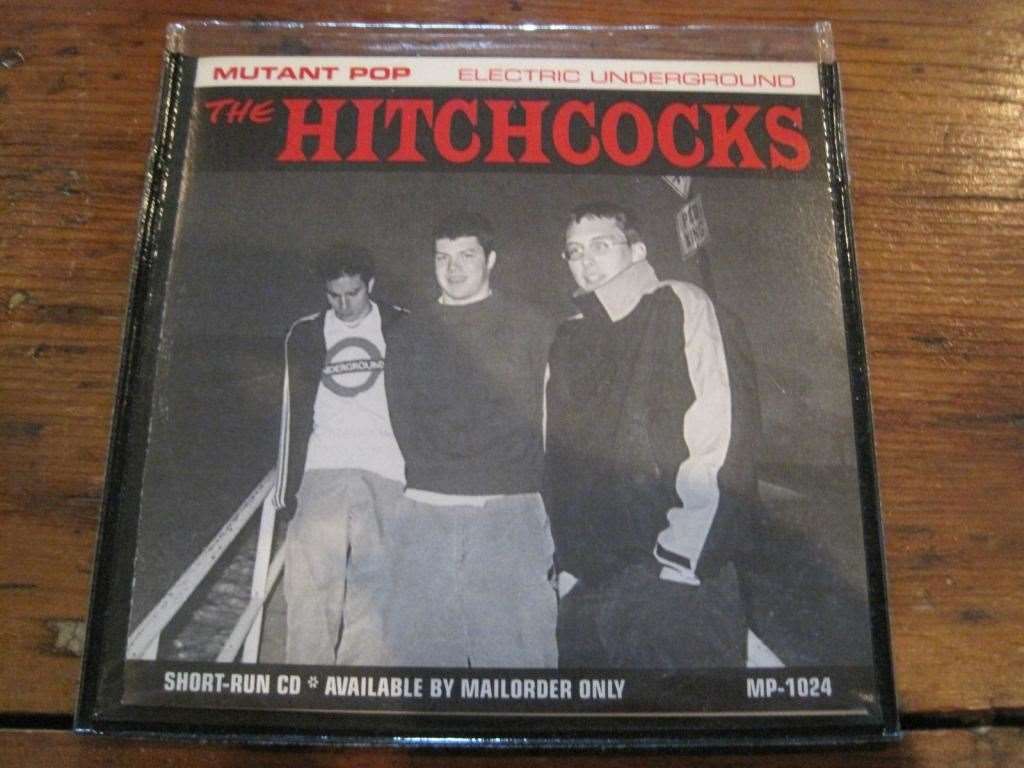 MUTANT POP ELECTRIC UNDERGROUND
THE HITCHCOCKS
UNDERGROUND
SHORT-RUN CD * AVAILABLE BY MAILORDER ONLY MP-1024